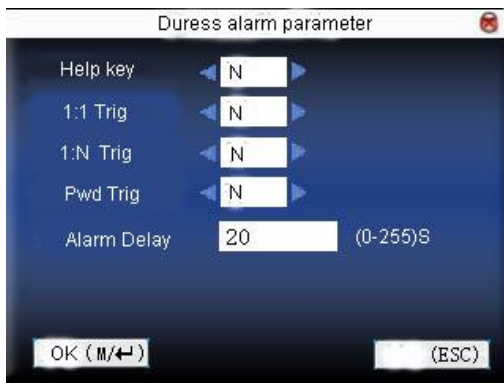 Duress alarm parameter
Help key N
1:1 Trig N
1:N Trig N
Pwd Trig N
Alarm Delay 20 (0-255)S
OK (M/↵) (ESC)